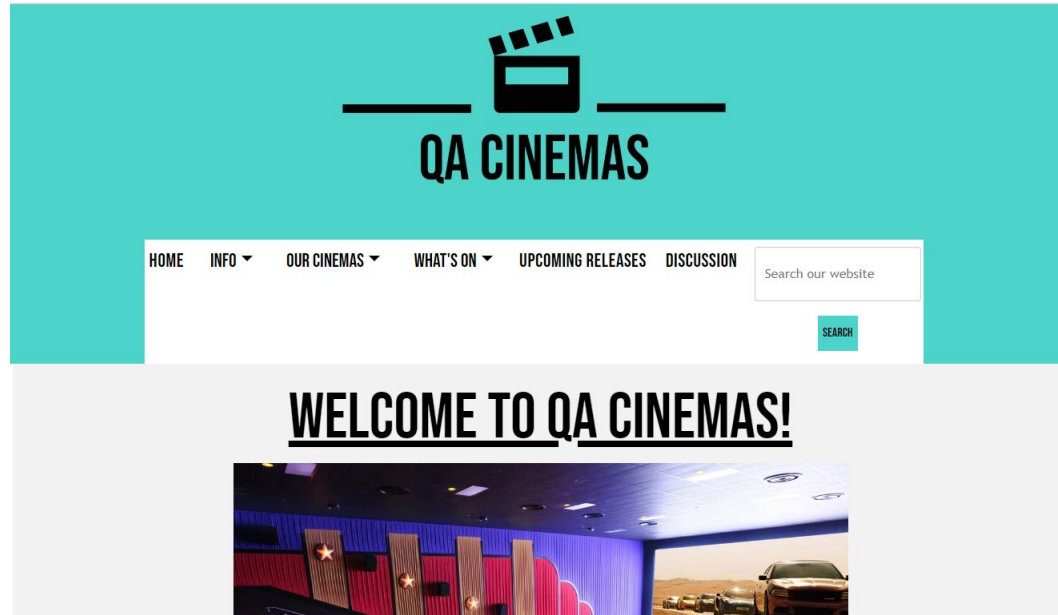 QA CINEMAS
HOME INFO OUR CINEMAS WHAT'S ON UPCOMING RELEASES DISCUSSION Search our website
SEARCH
WELCOME TO QA CINEMAS!